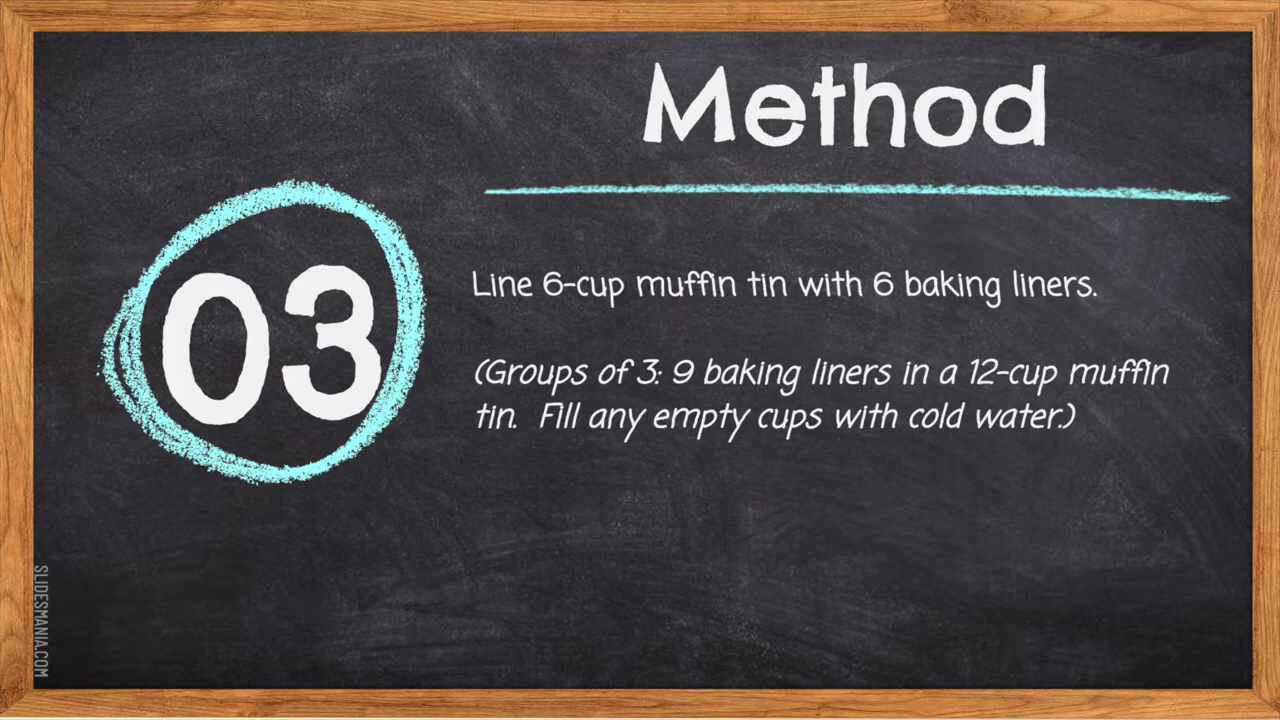 Method
03
Line 6-cup muffin tin with 6 baking liners.
(Groups of 3: 9 baking liners in a 12-cup muffin
tin.  Fill any empty cups with cold water.)
SLIDESMANIA.COM